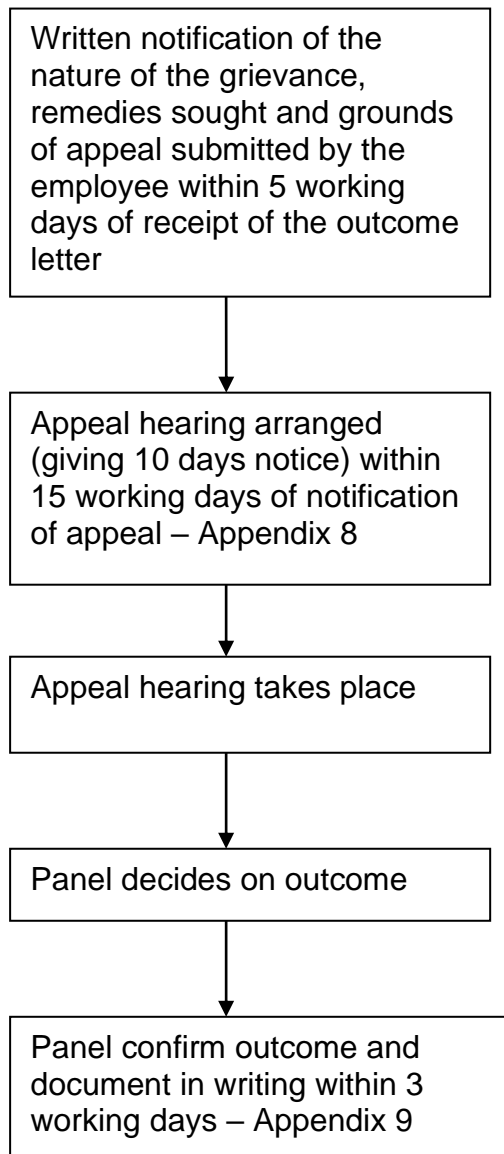 Written notification of the
nature of the grievance,
remedies sought and grounds
of appeal submitted by the
employee within 5 working
days of receipt of the outcome
letter
Appeal hearing arranged
(giving 10 days notice) within
15 working days of notification
of appeal – Appendix 8
Appeal hearing takes place
Panel decides on outcome
Panel confirm outcome and
document in writing within 3
working days – Appendix 9